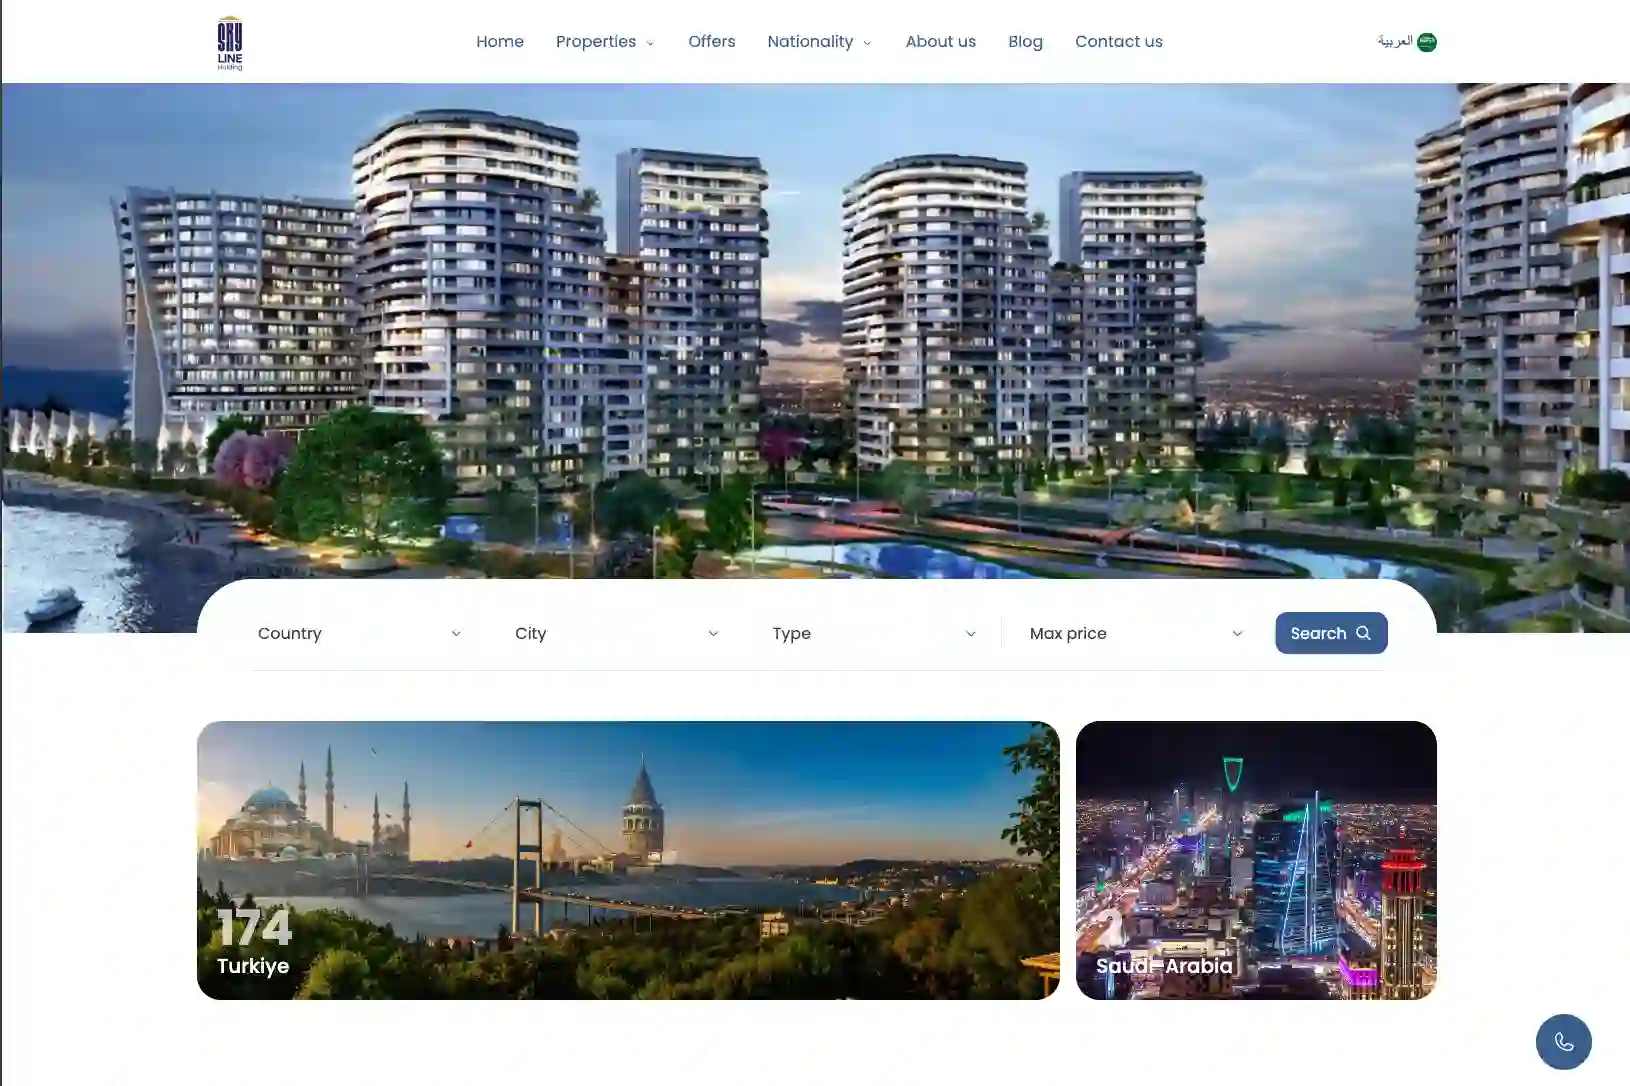 SKY
LINE
Holding
Home
Properties
Offers
Nationality
About us
Blog
Contact us
العربية
Country
City
Type
Max price
Search
174
Turkiye
2
Saudi-Arabia